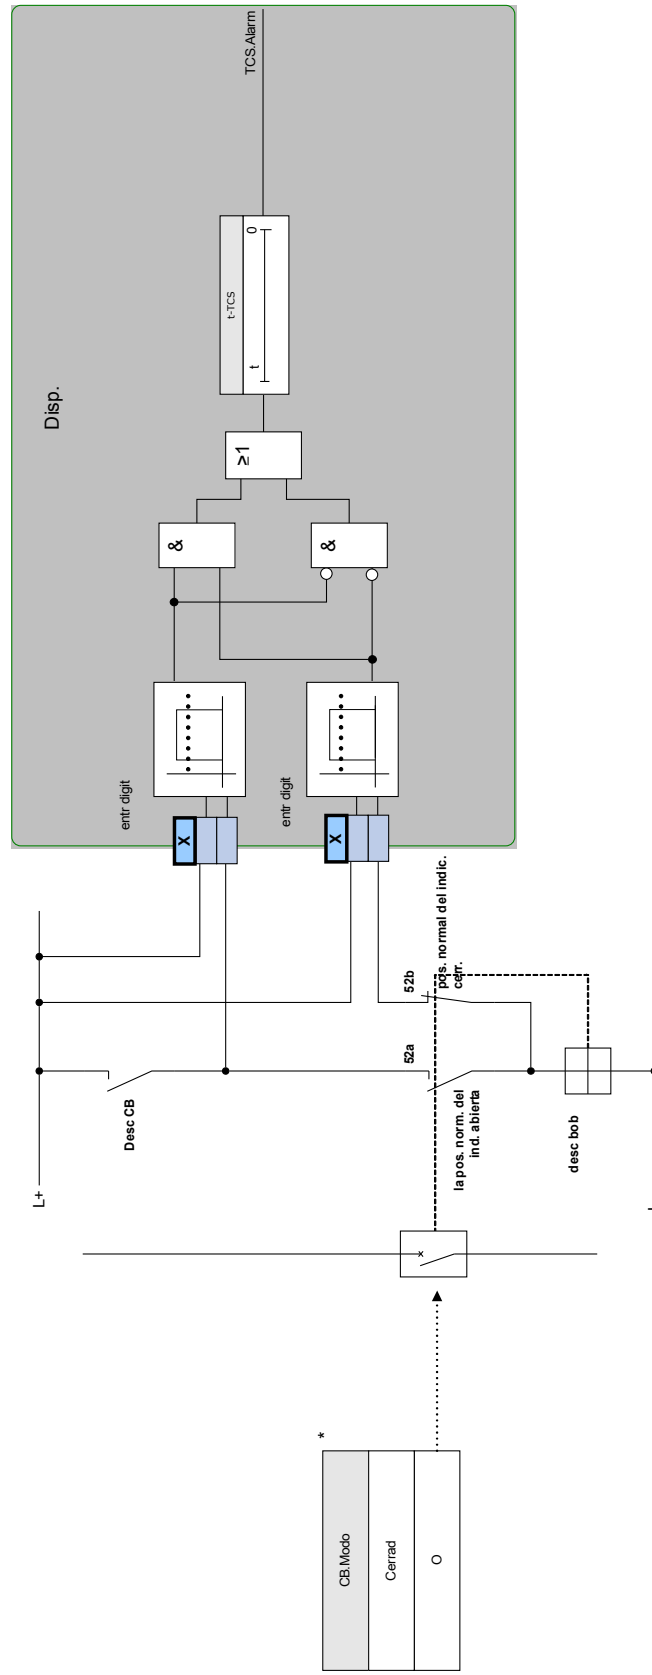 CB.Modo
Cerrad
O
*
L+
Desc CB
la pos. norm. del
ind. abierta
52a
52b
pos. normal del indic.
cerr.
desc bob
X
X
entr digit
entr digit
&
&
≥1
t-TCS
t
0
TCS.Alarm
Disp.